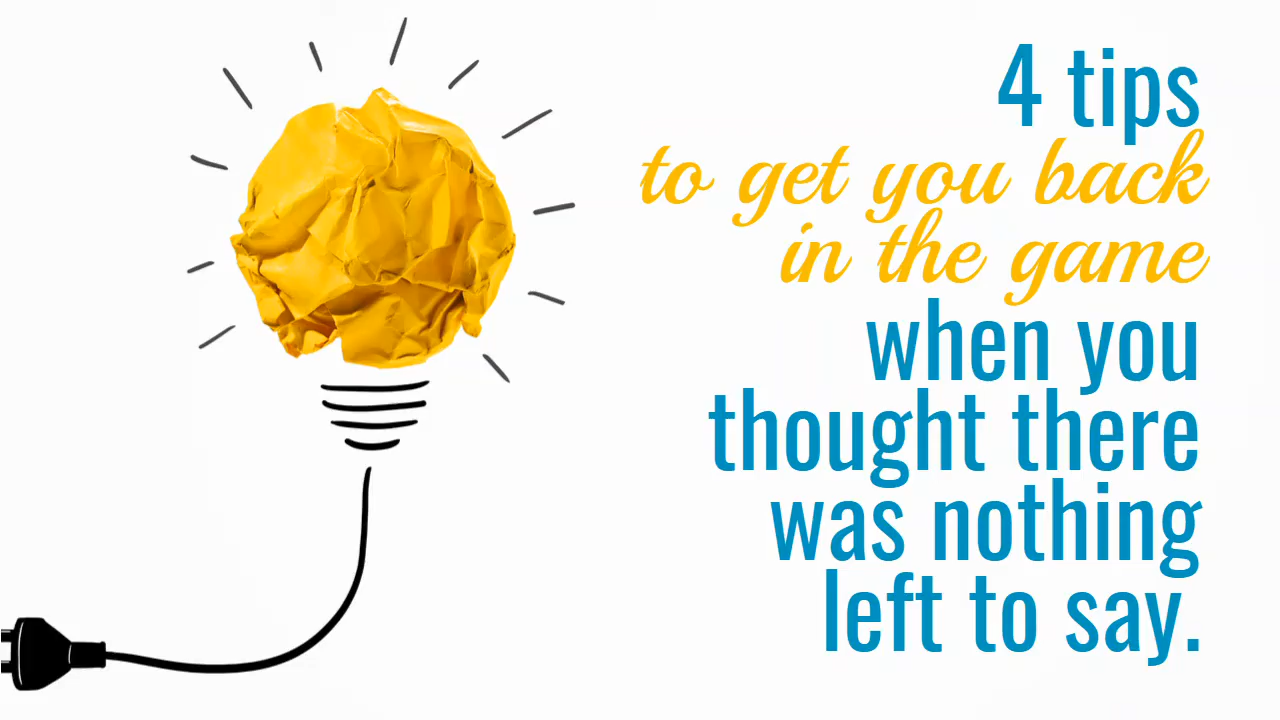 4 tips
to get you back
in the game
when you
thought there
was nothing
left to say.